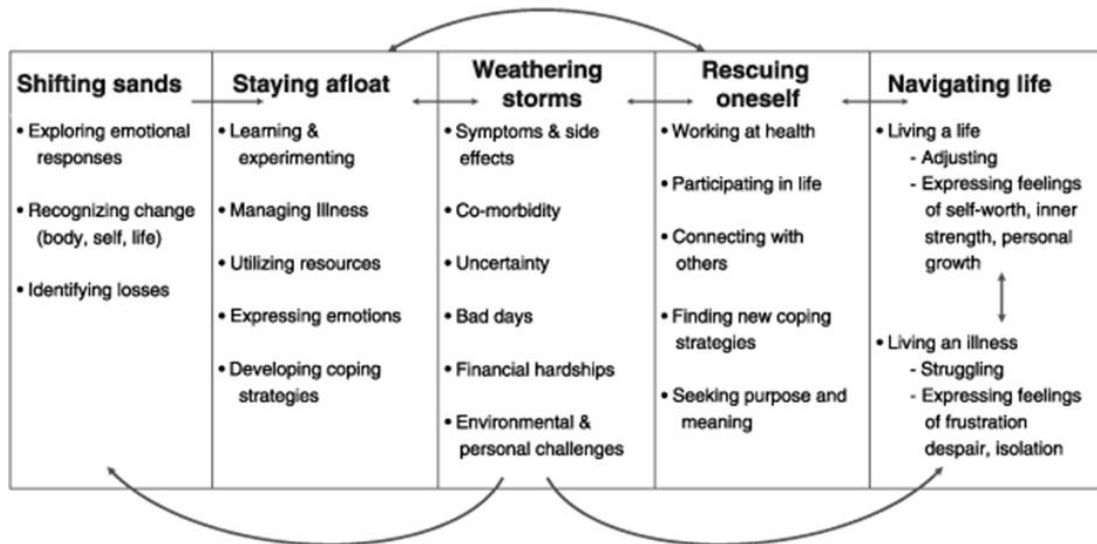 Shifting sands
• Exploring emotional
responses
• Recognizing change
(body, self, life)
• Identifying losses
Staying afloat
• Learning &
experimenting
• Managing Illness
• Utilizing resources
• Expressing emotions
• Developing coping
strategies
Weathering
storms
• Symptoms & side
effects
• Co-morbidity
• Uncertainty
• Bad days
• Financial hardships
• Environmental &
personal challenges
Rescuing
oneself
• Working at health
• Participating in life
• Connecting with
others
• Finding new coping
strategies
• Seeking purpose and
meaning
Navigating life
• Living a life
- Adjusting
- Expressing feelings
of self-worth, inner
strength, personal
growth
• Living an illness
- Struggling
- Expressing feelings
of frustration
despair, isolation